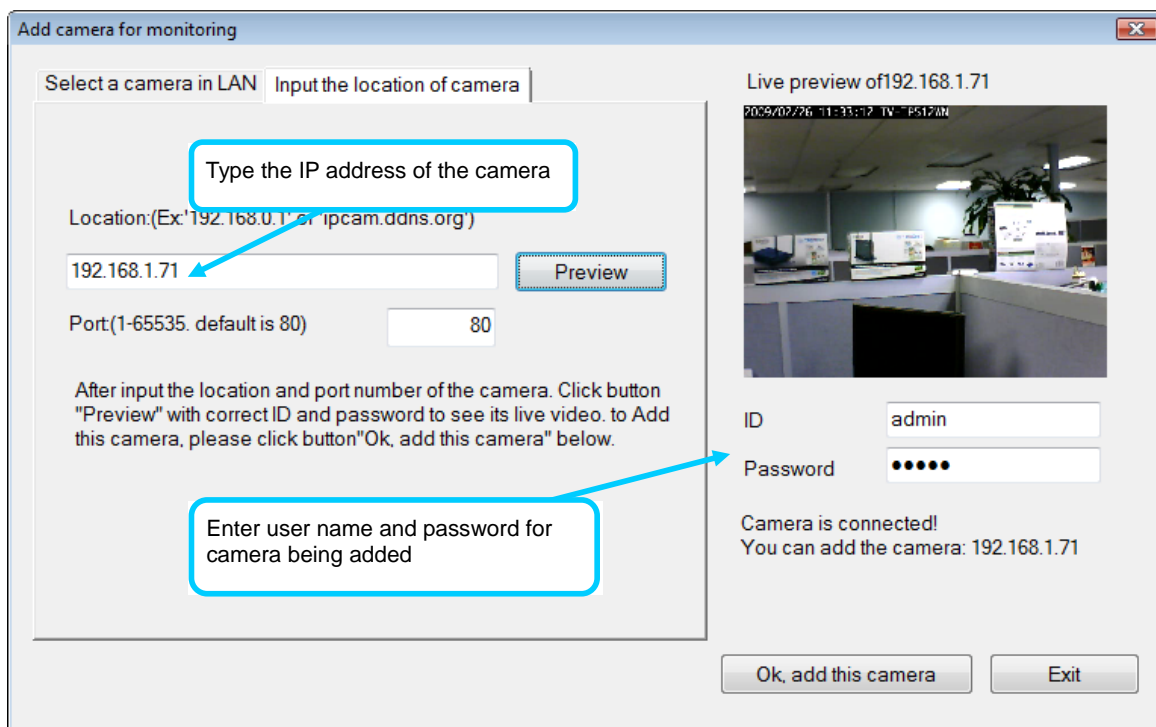 Add camera for monitoring
Select a camera in LAN
Input the location of camera
Type the IP address of the camera
Location:(Ex:'192.168.0.1' or 'ipcam.ddns.org')
192.168.1.71
Preview
Port:(1-65535. default is 80)
80
After input the location and port number of the camera. Click button
"Preview" with correct ID and password to see its live video. to Add
this camera, please click button"Ok, add this camera" below.
Enter user name and password for
camera being added
Live preview of192.168.1.71
2009/02/26 11:33:12 TV-IP512WN
ID
admin
Password
●●●●●
Camera is connected!
You can add the camera: 192.168.1.71
Ok, add this camera
Exit